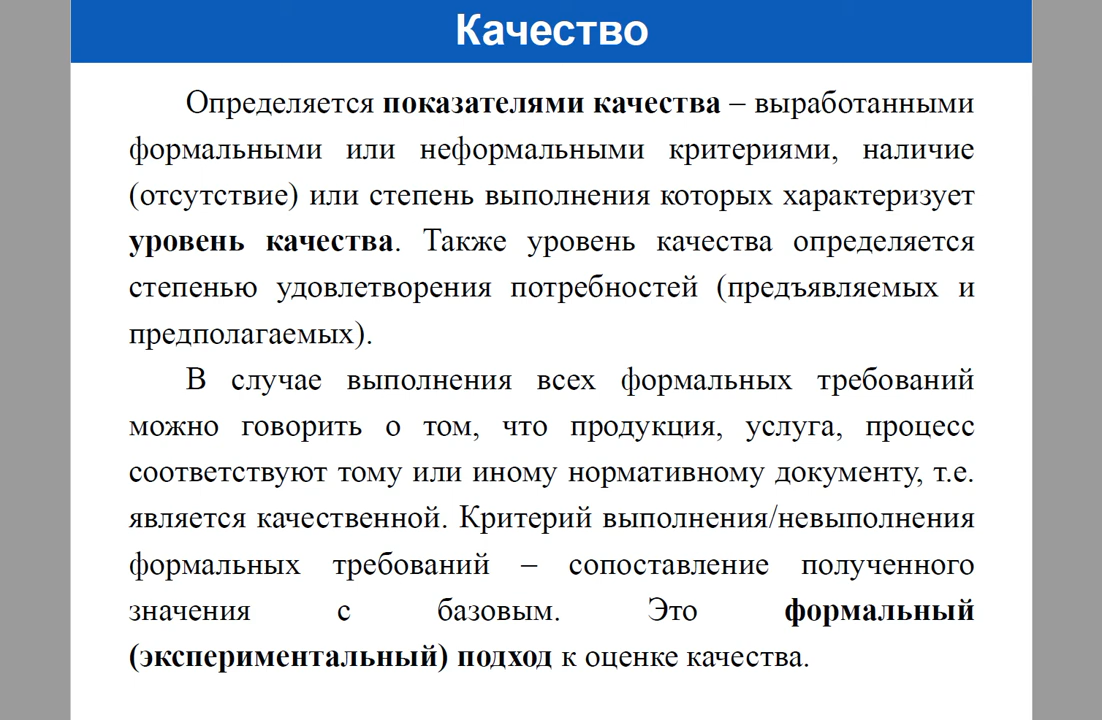 Качество
Определяется показателями качества – выработанными
формальными или неформальными критериями, наличие
(отсутствие) или степень выполнения которых характеризует
уровень качества. Также уровень качества определяется
степенью удовлетворения потребностей (предъявляемых и
предполагаемых).
В случае выполнения всех формальных требований
можно говорить о том, что продукция, услуга, процесс
соответствуют тому или иному нормативному документу, т.е.
является качественной. Критерий выполнения/невыполнения
формальных требований – сопоставление полученного
значения с базовым. Это формальный
(экспериментальный) подход к оценке качества.